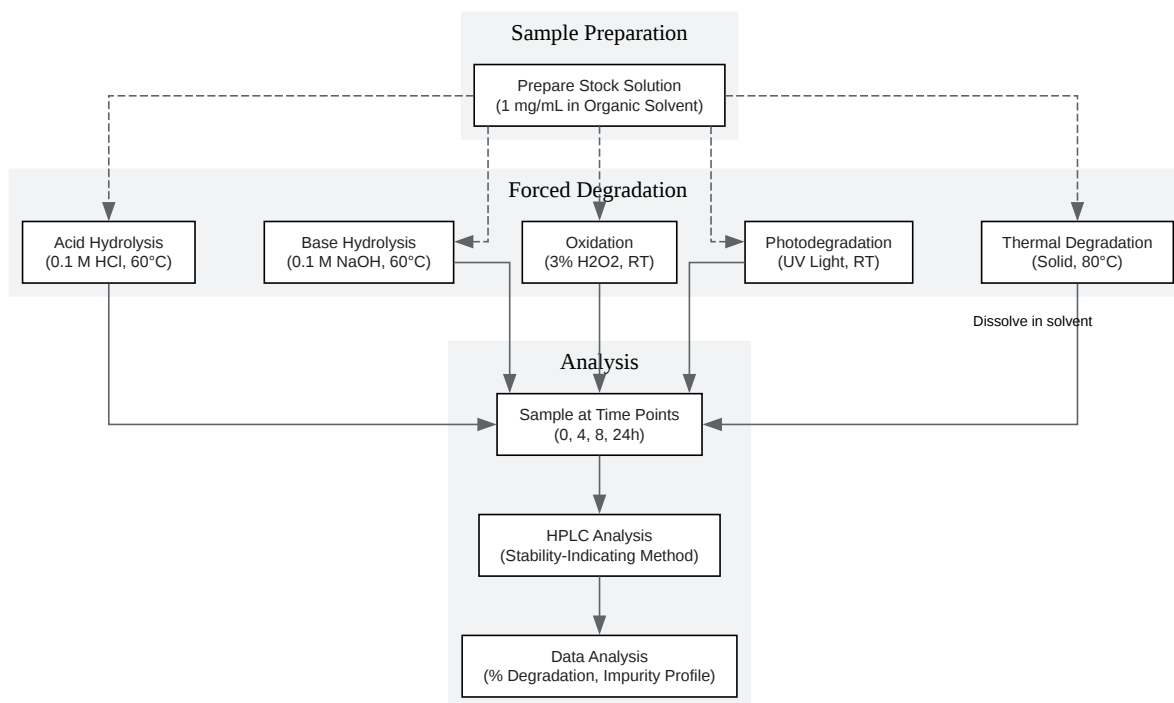 Sample Preparation
Prepare Stock Solution
(1 mg/mL in Organic Solvent)
Forced Degradation
Acid Hydrolysis
(0.1 M HCl, 60°C)
Base Hydrolysis
(0.1 M NaOH, 60°C)
Oxidation
(3% H2O2, RT)
Photodegradation
(UV Light, RT)
Thermal Degradation
(Solid, 80°C)
Dissolve in solvent
Analysis
Sample at Time Points
(0, 4, 8, 24h)
HPLC Analysis
(Stability-Indicating Method)
Data Analysis
(% Degradation, Impurity Profile)